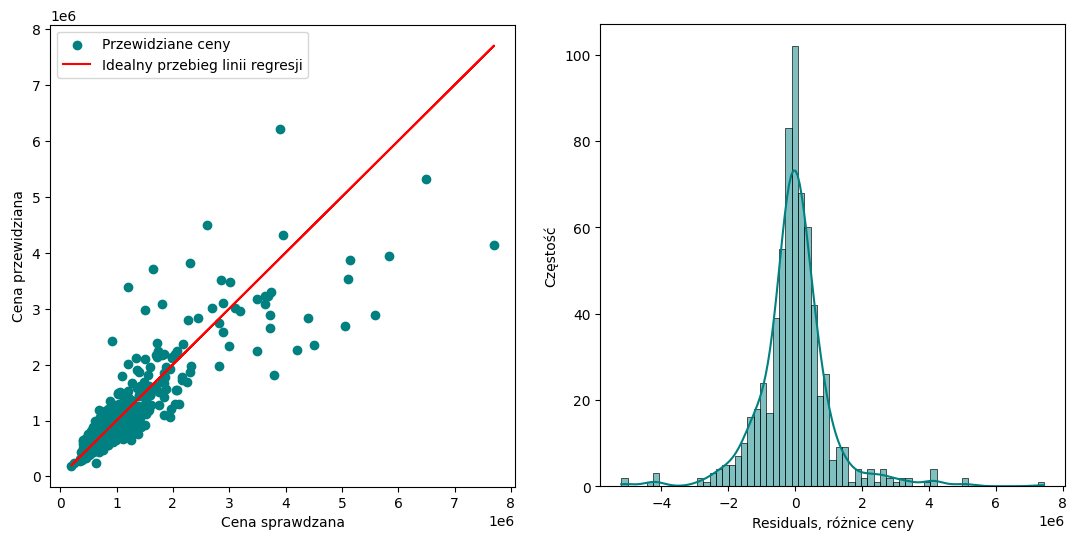 1e6
8
7
6
5
4
3
2
1
0
Cena przewidziana
Przewidziane ceny
Idealny przebieg linii regresji
0 1 2 3 4 5 6 7 8
1e6
Cena sprawdzana
100
80
60
40
20
0
Częstość
−4 −2 0 2 4 6 8
1e6
Residuals, różnice ceny